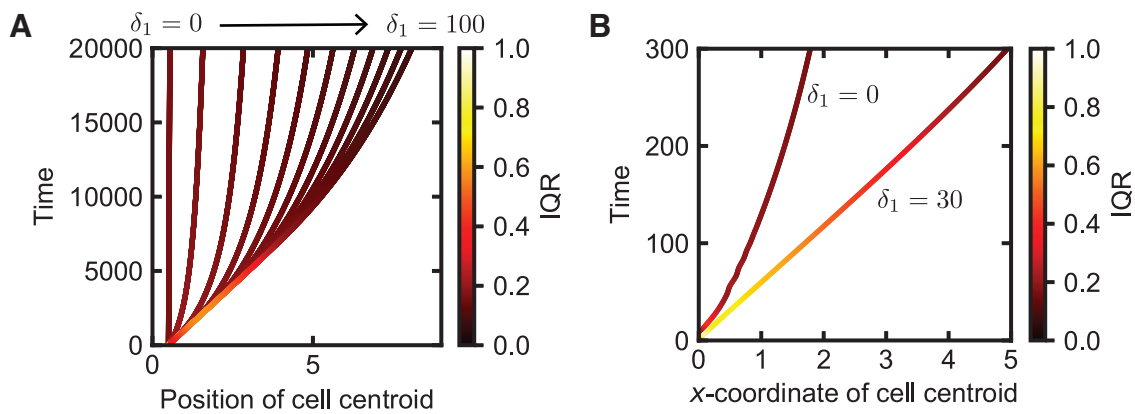 A
δ₁ = 0
δ₁ = 100
20000
15000
10000
5000
0
Time
0
5
Position of cell centroid
1.0
0.8
0.6
0.4
0.2
0.0
IQR
B
300
200
100
0
Time
δ₁ = 0
δ₁ = 30
0
1
2
3
4
5
x-coordinate of cell centroid
1.0
0.8
0.6
0.4
0.2
0.0
IQR